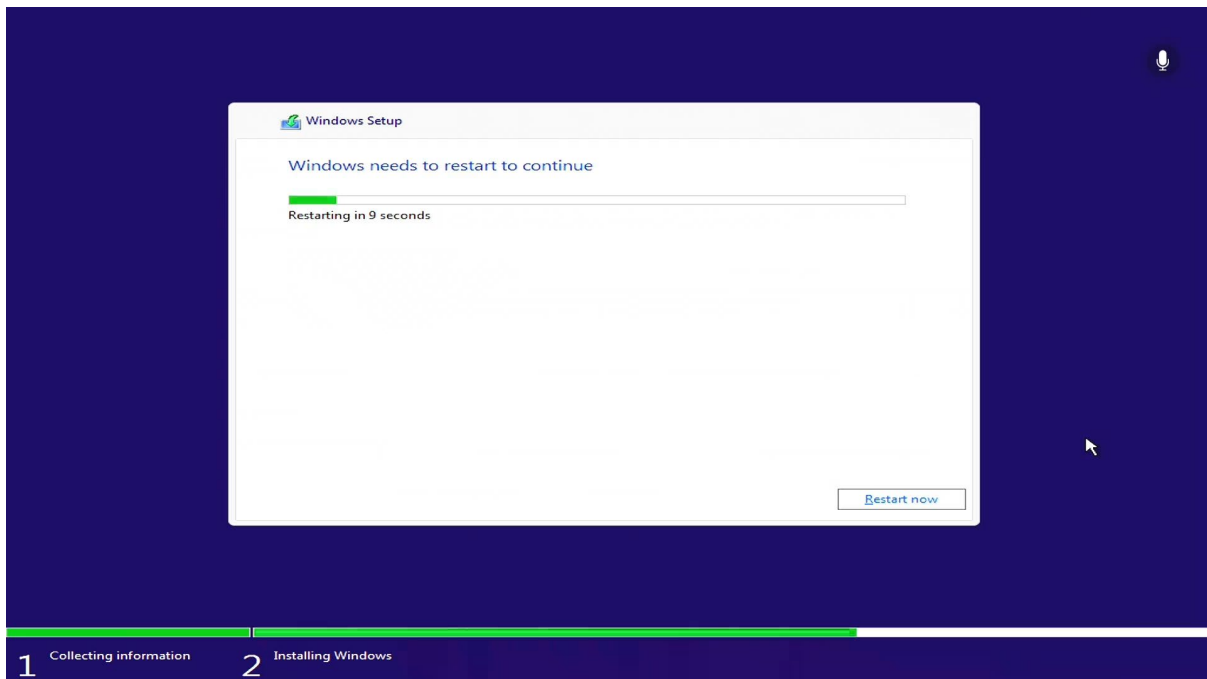 Windows Setup
Windows needs to restart to continue
Restarting in 9 seconds
Restart now
1 Collecting information
2 Installing Windows